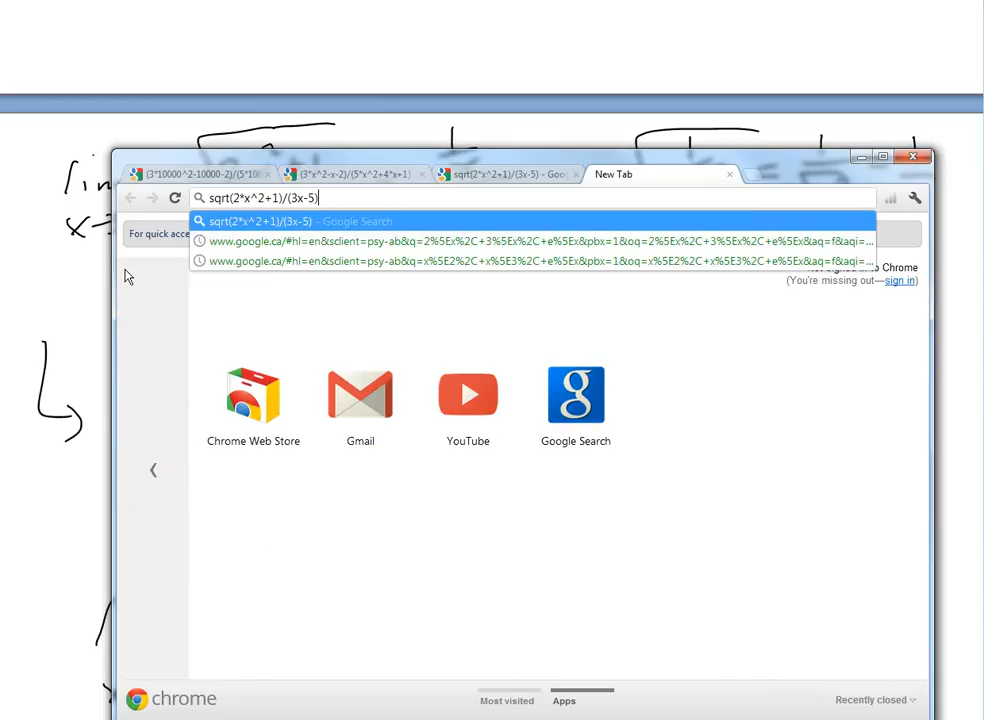 lim
x=
(3*10000^2-10000-2)/(5*100
(3*x^2-x-2)/(5*x^2+4*x+1)
sqrt(2*x^2+1)/(3x-5) - Goo
New Tab
sqrt(2*x^2+1)/(3x-5)
sqrt(2*x^2+1)/(3x-5) - Google Search
For quick acce
www.google.ca/#hl=en&sclient=psy-ab&q=2%5Ex%2C+3%5Ex%2C+e%5Ex&pbx=1&oq=2%5Ex%2C+3%5Ex%2C+e%5Ex&aq=f&aqi=...
www.google.ca/#hl=en&sclient=psy-ab&q=x%5E2%2C+x%5E3%2C+e%5Ex&pbx=1&oq=x%5E2%2C+x%5E3%2C+e%5Ex&aq=f&aqi=...
to Chrome
(You're missing out—sign in)
Chrome Web Store
Gmail
YouTube
Google Search
chrome
Most visited
Apps
Recently closed